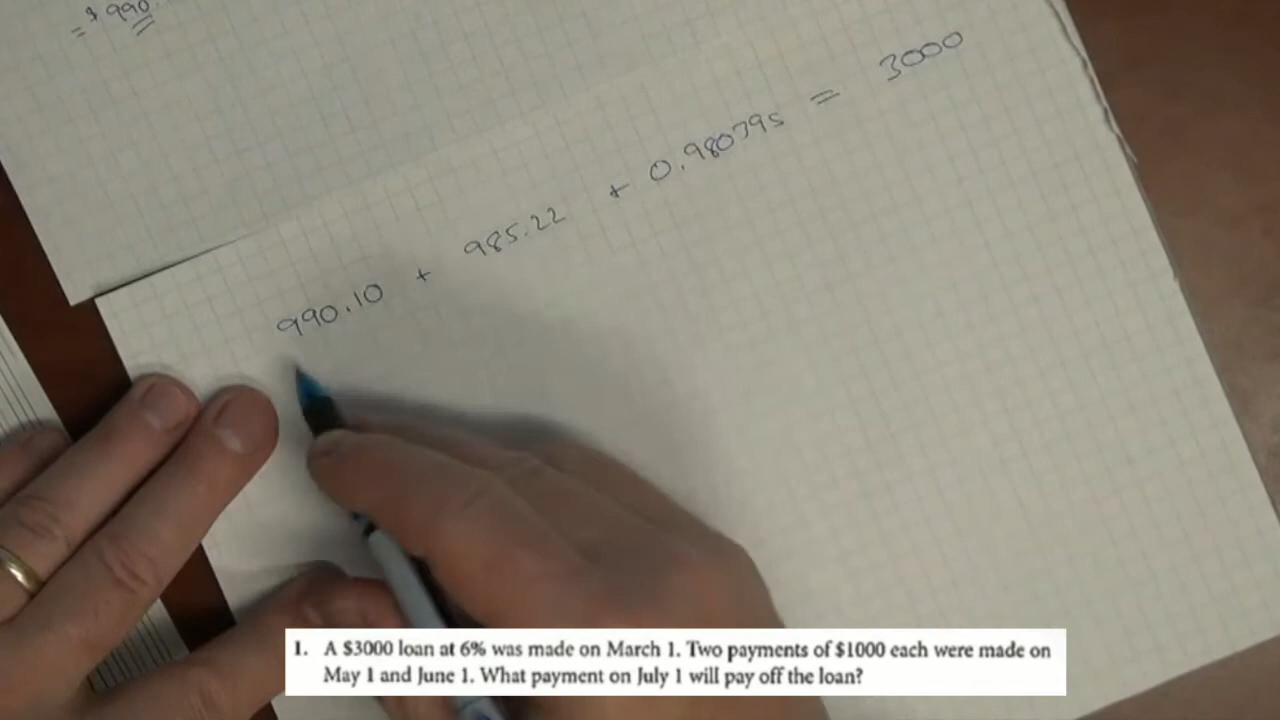 = $990.
990.10 + 985.22 + 0.980795 = 3000
1. A $3000 loan at 6% was made on March 1. Two payments of $1000 each were made on
May 1 and June 1. What payment on July 1 will pay off the loan?